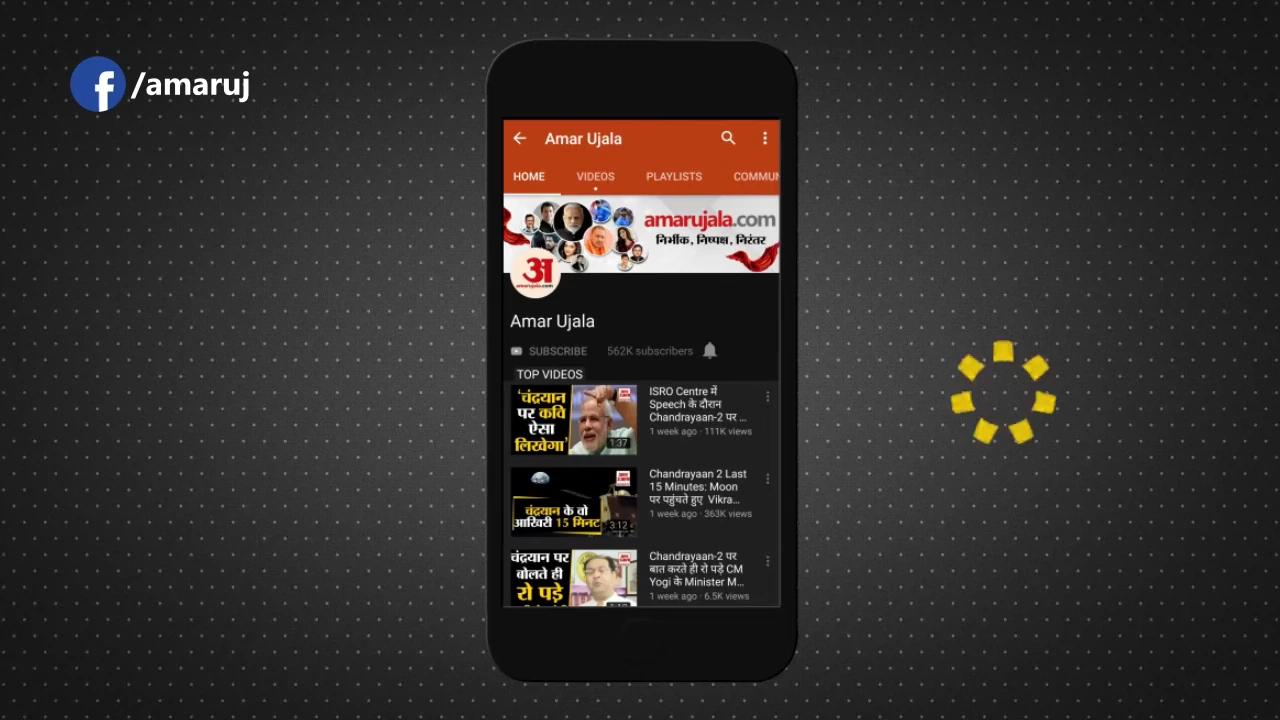 /amaruj
Amar Ujala
HOME VIDEOS PLAYLISTS COMMUN
amarujala.com
निर्भीक, निष्पक्ष, निरंतर
अ
amarujala.com
Amar Ujala
SUBSCRIBE 562K subscribers
TOP VIDEOS
'चंद्रयान
पर कवि
ऐसा
लिखेगा'
1:37
ISRO Centre में
Speech के दौरान
Chandrayaan-2 पर ...
1 week ago · 111K views
चंद्रयान के वो
आखिरी 15 मिनट
3:12
Chandrayaan 2 Last
15 Minutes: Moon
पर पहुंचते हुए Vikra...
1 week ago · 363K views
चंद्रयान पर
बोलते ही
रो पड़े
Chandrayaan-2 पर
बात करते ही रो पड़े CM
Yogi के Minister M...
1 week ago · 6.5K views